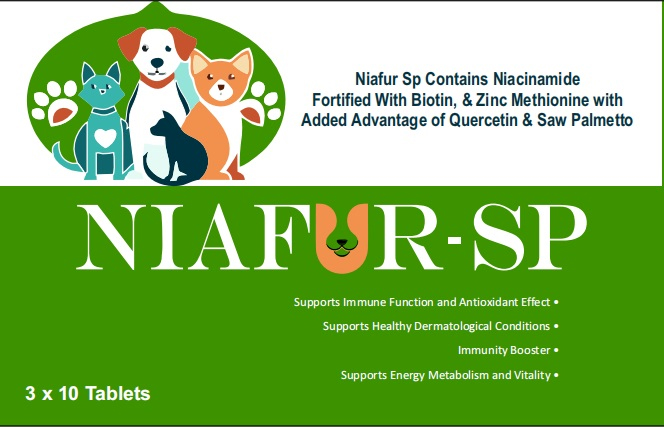 Niafur Sp Contains Niacinamide
Fortified With Biotin, & Zinc Methionine with
Added Advantage of Quercetin & Saw Palmetto
NIAFUR-SP
Supports Immune Function and Antioxidant Effect •
Supports Healthy Dermatological Conditions •
Immunity Booster •
Supports Energy Metabolism and Vitality •
3 x 10 Tablets